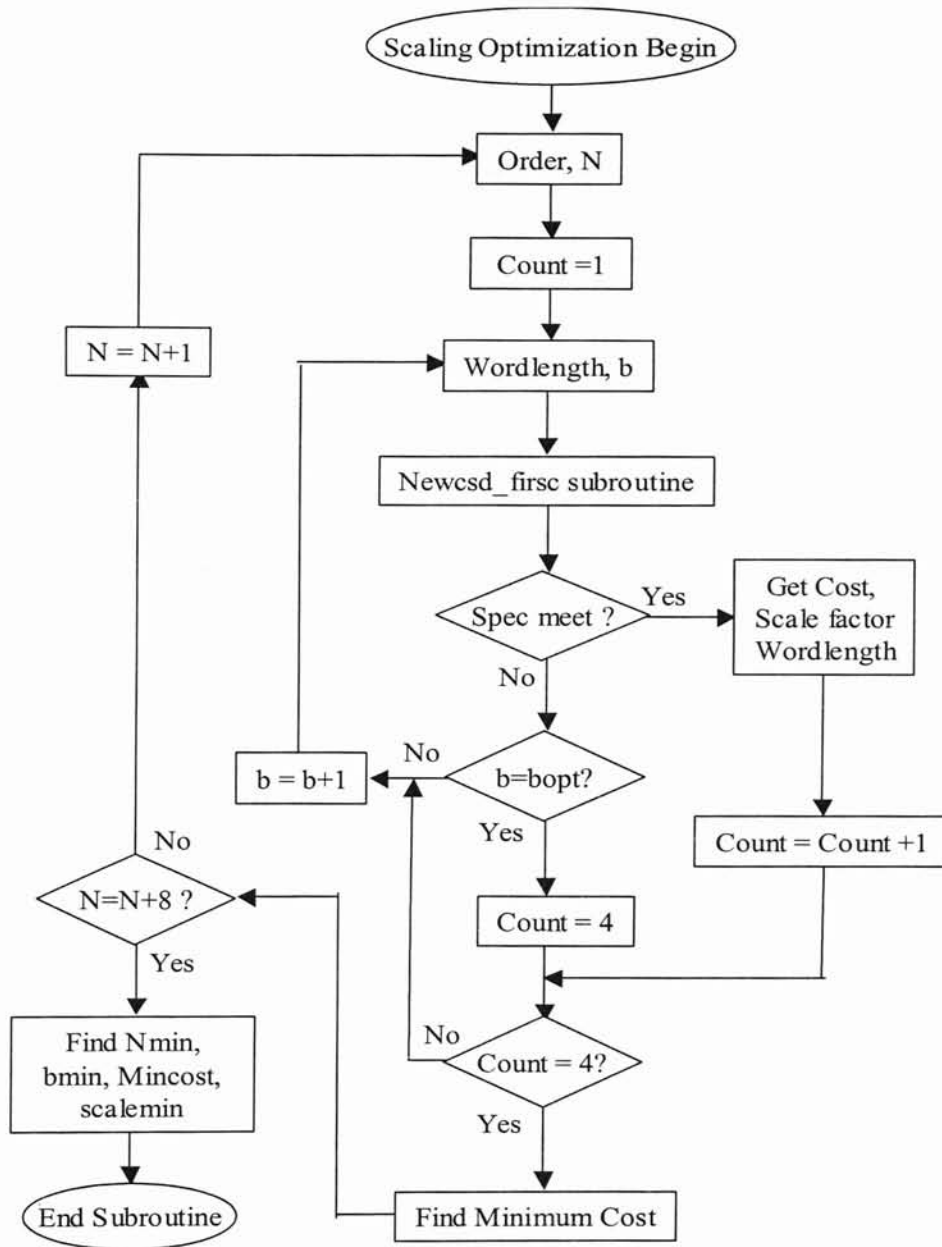 Scaling Optimization Begin
Order, N
Count =1
N = N+1
Wordlength, b
Newcsd_firsc subroutine
Spec meet ?
Yes
Get Cost,
Scale factor
Wordlength
No
b = b+1
No
b=bopt?
Yes
Count = Count +1
No
N=N+8 ?
Count = 4
Yes
Find Nmin,
bmin, Mincost,
scalemin
No
Count = 4?
Yes
End Subroutine
Find Minimum Cost